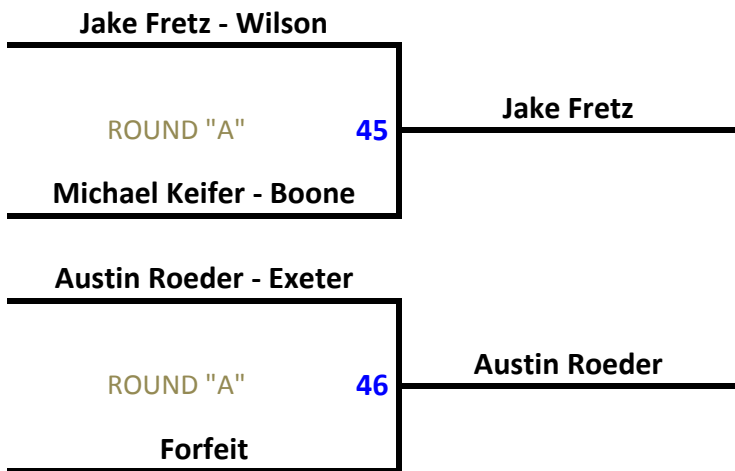 Jake Fretz - Wilson
ROUND "A" 45
Jake Fretz
Michael Keifer - Boone
Austin Roeder - Exeter
ROUND "A" 46
Austin Roeder
Forfeit